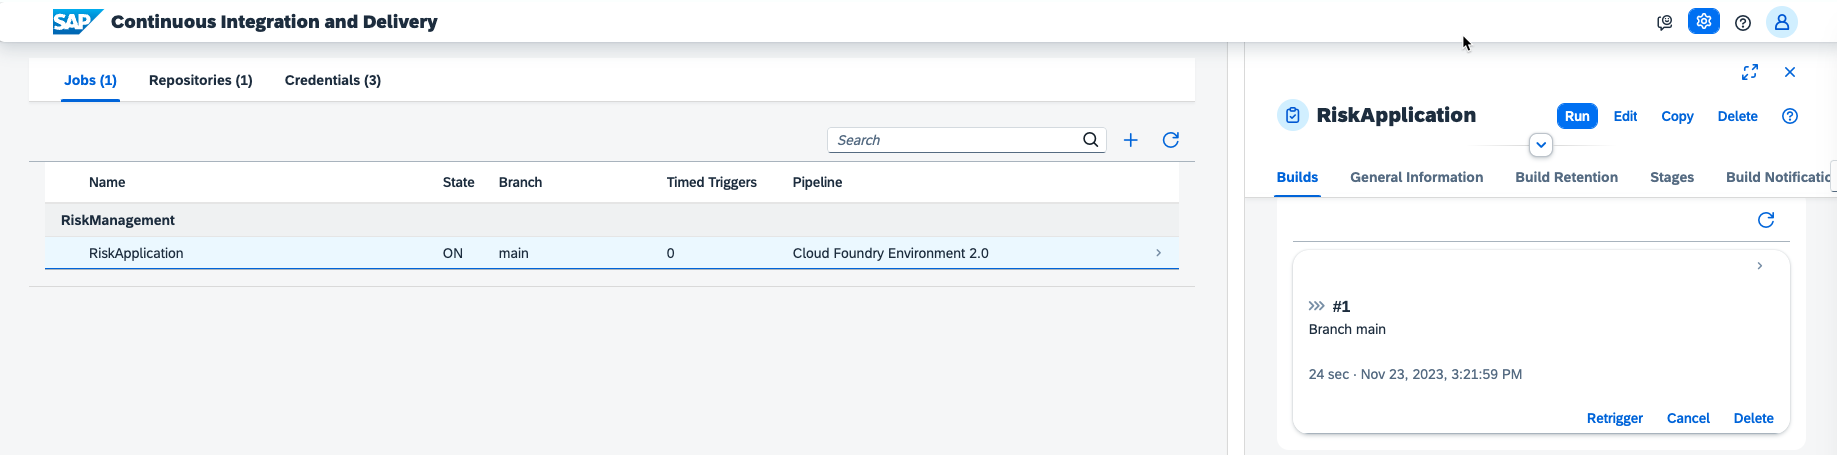 SAP Continuous Integration and Delivery
Jobs (1) Repositories (1) Credentials (3)
Search
Name State Branch Timed Triggers Pipeline
RiskManagement
RiskApplication ON main 0 Cloud Foundry Environment 2.0
RiskApplication Run Edit Copy Delete
Builds General Information Build Retention Stages Build Notificatio
#1
Branch main
24 sec · Nov 23, 2023, 3:21:59 PM
Retrigger Cancel Delete